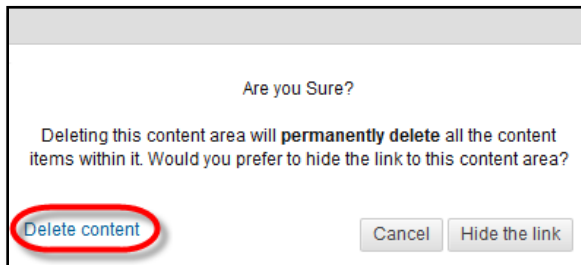 Are you Sure?
Deleting this content area will permanently delete all the content
items within it. Would you prefer to hide the link to this content area?
Delete content
Cancel
Hide the link